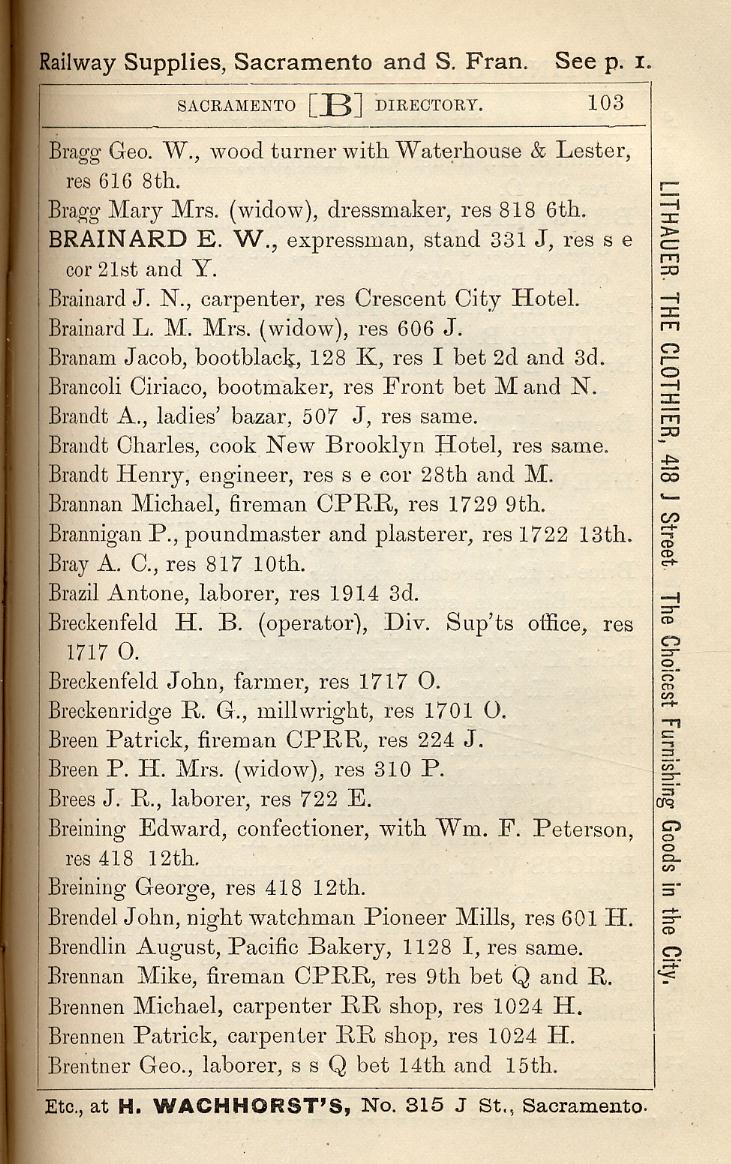 Railway Supplies, Sacramento and S. Fran. See p. 1.
SACRAMENTO [B] DIRECTORY. 103
Bragg Geo. W., wood turner with Waterhouse & Lester,
res 616 8th.
Bragg Mary Mrs. (widow), dressmaker, res 818 6th.
BRAINARD E. W., expressman, stand 331 J, res s e
cor 21st and Y.
Brainard J. N., carpenter, res Crescent City Hotel.
Brainard L. M. Mrs. (widow), res 606 J.
Branam Jacob, bootblack, 128 K, res I bet 2d and 3d.
Brancoli Ciriaco, bootmaker, res Front bet M and N.
Brandt A., ladies' bazar, 507 J, res same.
Brandt Charles, cook New Brooklyn Hotel, res same.
Brandt Henry, engineer, res s e cor 28th and M.
Brannan Michael, fireman CPRR, res 1729 9th.
Brannigan P., poundmaster and plasterer, res 1722 13th.
Bray A. C., res 817 10th.
Brazil Antone, laborer, res 1914 3d.
Breckenfeld H. B. (operator), Div. Sup'ts office, res
1717 O.
Breckenfeld John, farmer, res 1717 O.
Breckenridge R. G., millwright, res 1701 O.
Breen Patrick, fireman CPRR, res 224 J.
Breen P. H. Mrs. (widow), res 310 P.
Brees J. R., laborer, res 722 E.
Breining Edward, confectioner, with Wm. F. Peterson,
res 418 12th.
Breining George, res 418 12th.
Brendel John, night watchman Pioneer Mills, res 601 H.
Brendlin August, Pacific Bakery, 1128 I, res same.
Brennan Mike, fireman CPRR, res 9th bet Q and R.
Brennen Michael, carpenter RR shop, res 1024 H.
Brennen Patrick, carpenter RR shop, res 1024 H.
Brentner Geo., laborer, s s Q bet 14th and 15th.
Etc., at H. WACHHORST'S, No. 315 J St., Sacramento.
LITHAUER. THE CLOTHIER, 418 J Street. The Choicest Furnishing Goods in the City.